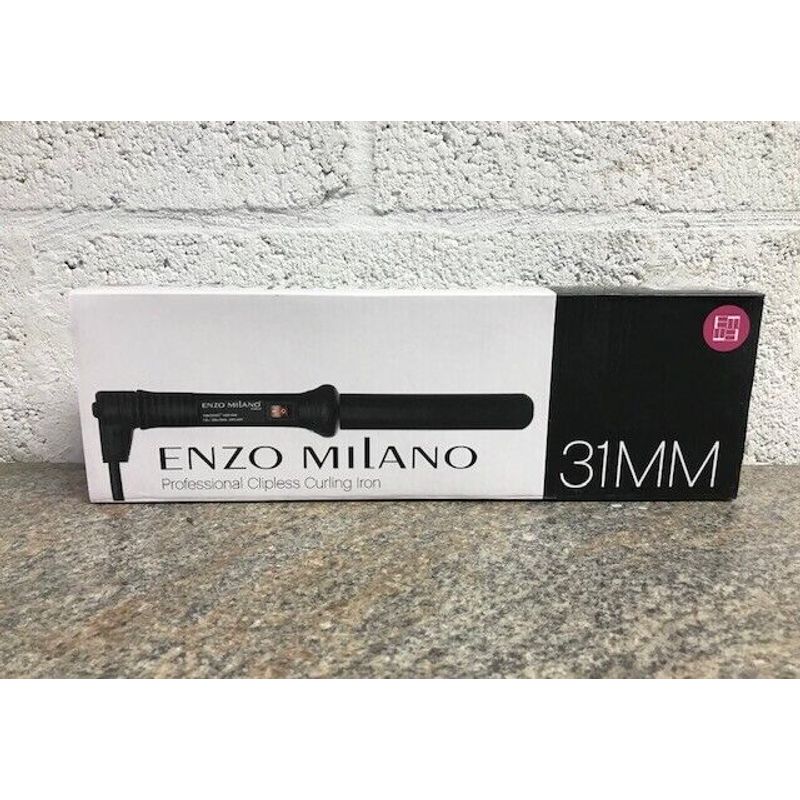 ENZO MILANO
ENZO MILANO
Professional Clipless Curling Iron
31MM